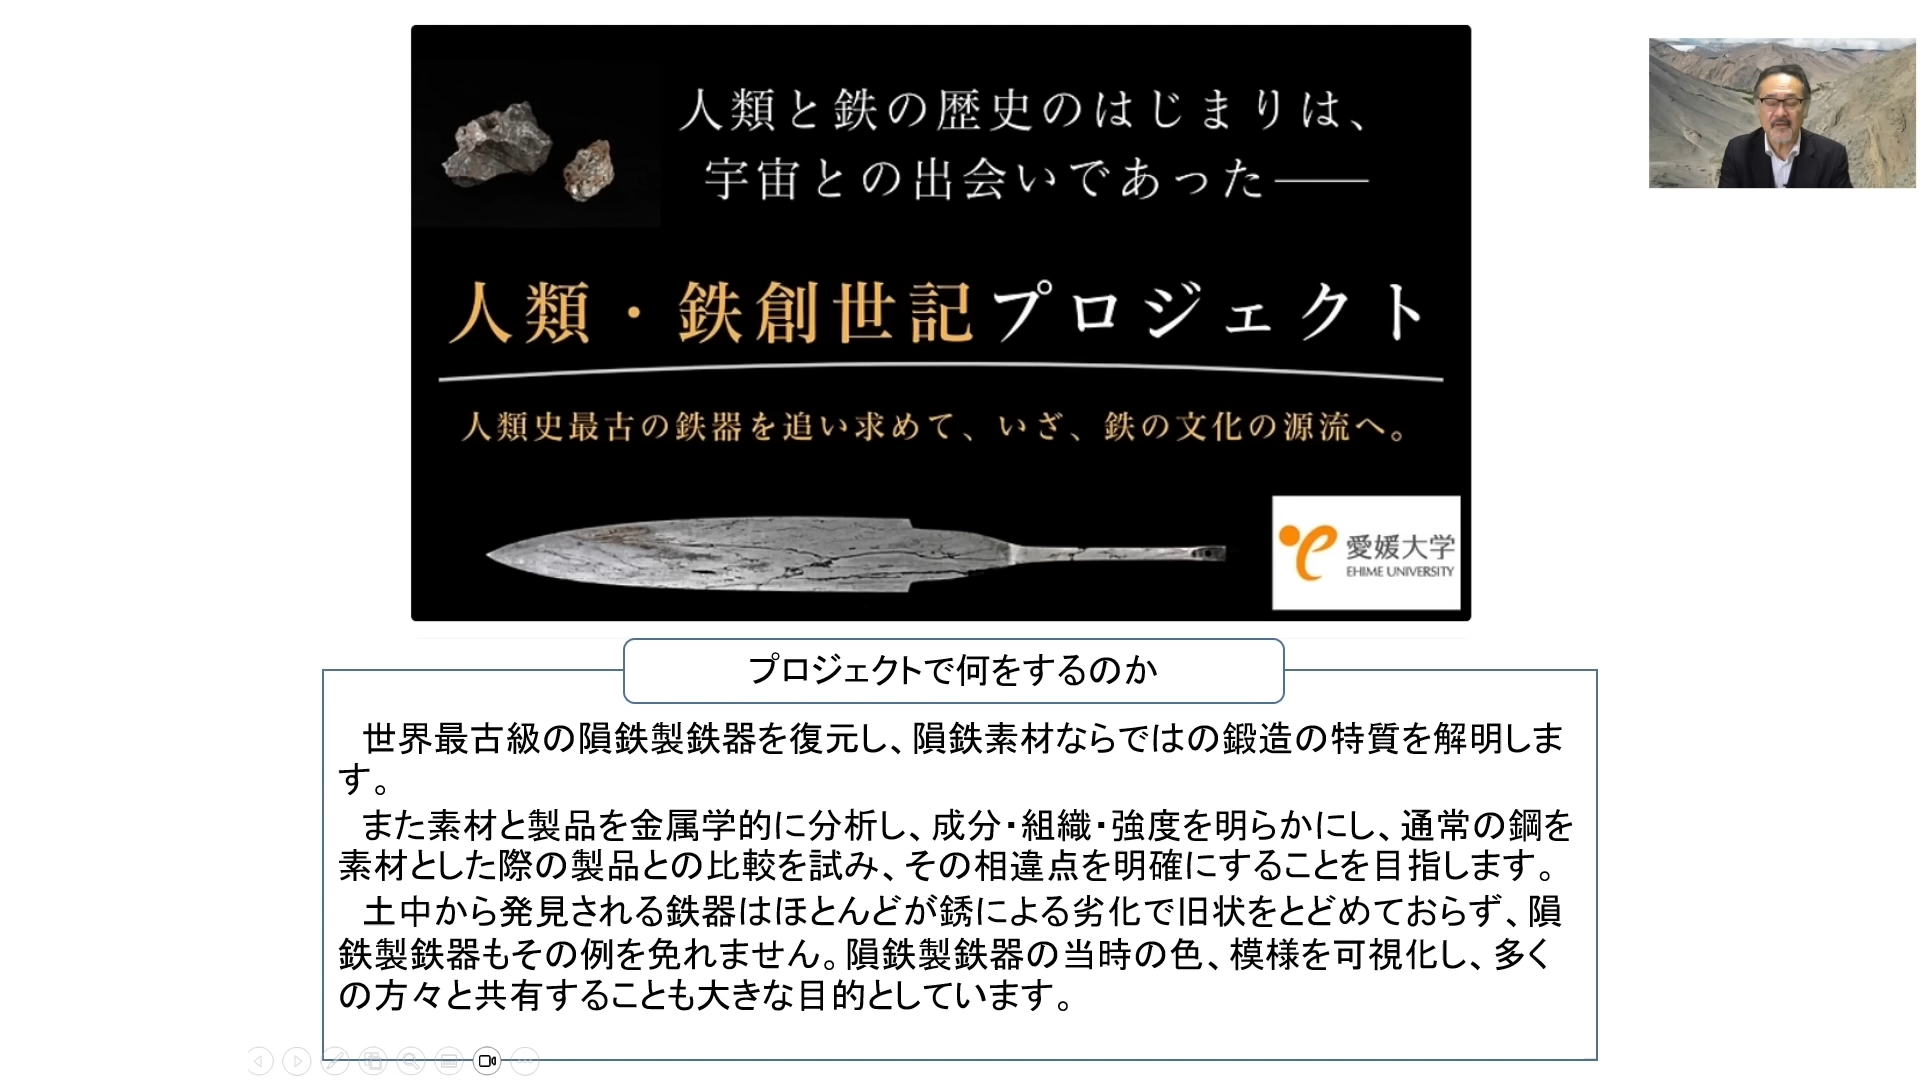 人類と鉄の歴史のはじまりは、
宇宙との出会いであった――
人類・鉄創世記プロジェクト
人類史最古の鉄器を追い求めて、いざ、鉄の文化の源流へ。
愛媛大学
EHIME UNIVERSITY
プロジェクトで何をするのか
世界最古級の隕鉄製鉄器を復元し、隕鉄素材ならではの鍛造の特質を解明しま
す。
また素材と製品を金属学的に分析し、成分・組織・強度を明らかにし、通常の鋼を
素材とした際の製品との比較を試み、その相違点を明確にすることを目指します。
土中から発見される鉄器はほとんどが錆による劣化で旧状をとどめておらず、隕
鉄製鉄器もその例を免れません。隕鉄製鉄器の当時の色、模様を可視化し、多く
の方々と共有することも大きな目的としています。